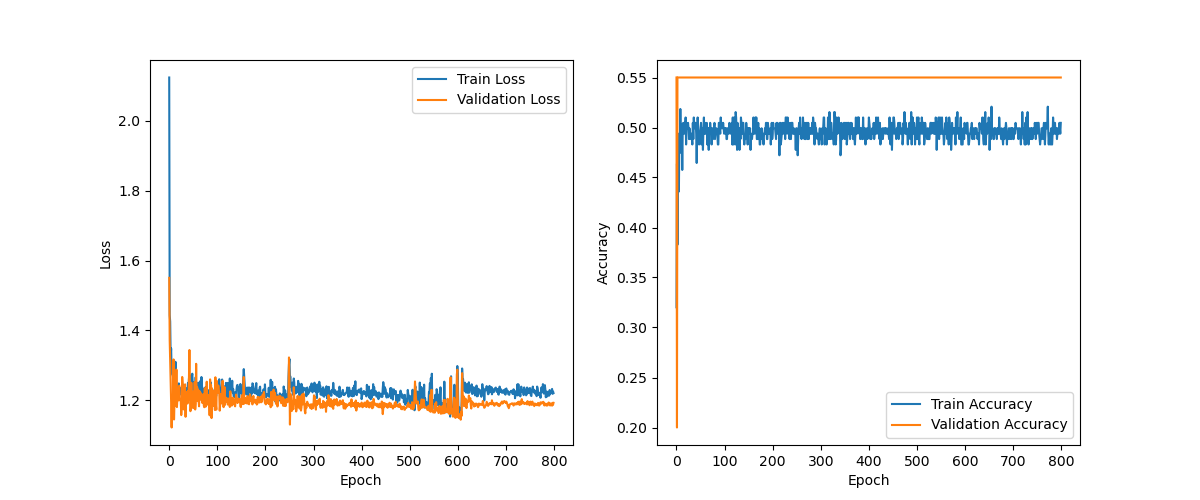 Train Loss
Validation Loss
2.0
1.8
1.6
1.4
1.2
Loss
0 100 200 300 400 500 600 700 800
Epoch
0.55
0.50
0.45
0.40
0.35
0.30
0.25
0.20
Accuracy
Train Accuracy
Validation Accuracy
0 100 200 300 400 500 600 700 800
Epoch